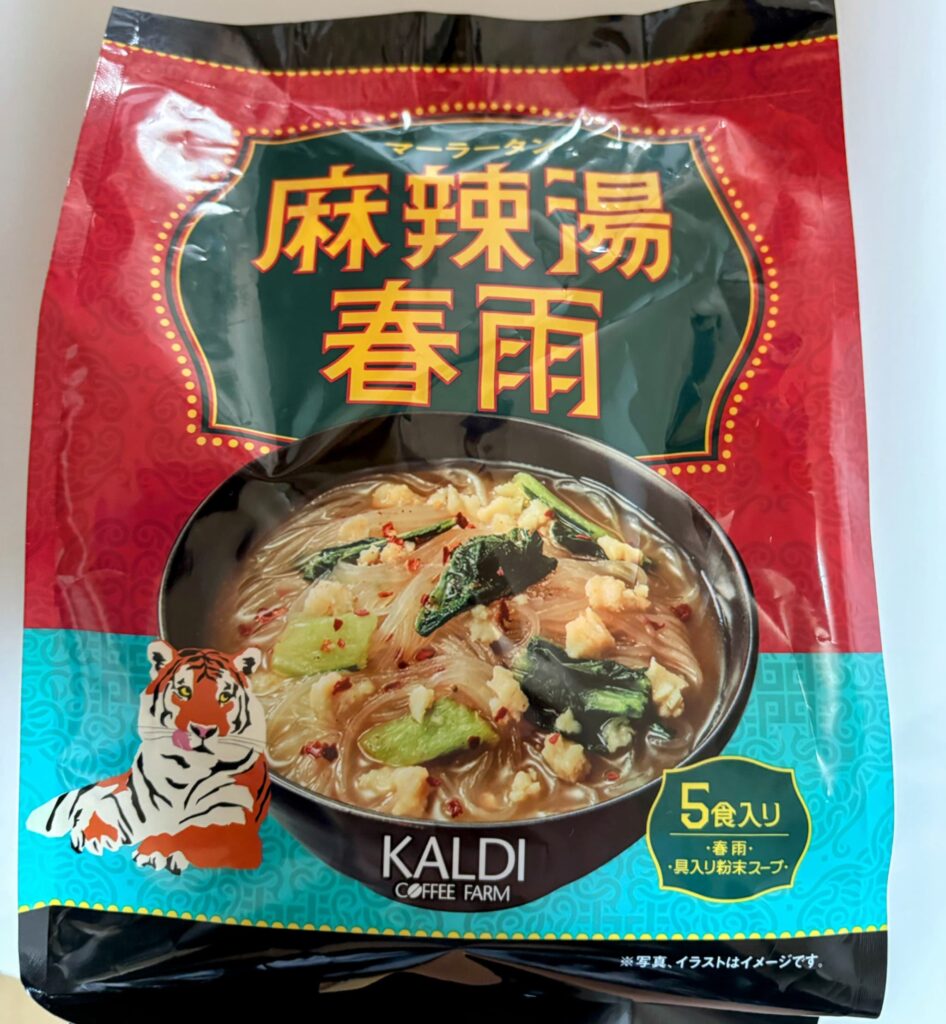 マーラータン
麻辣湯
春雨
KALDI
COFFEE FARM
5食入り
・春雨・
・具入り粉末スープ・
※写真、イラストはイメージです。